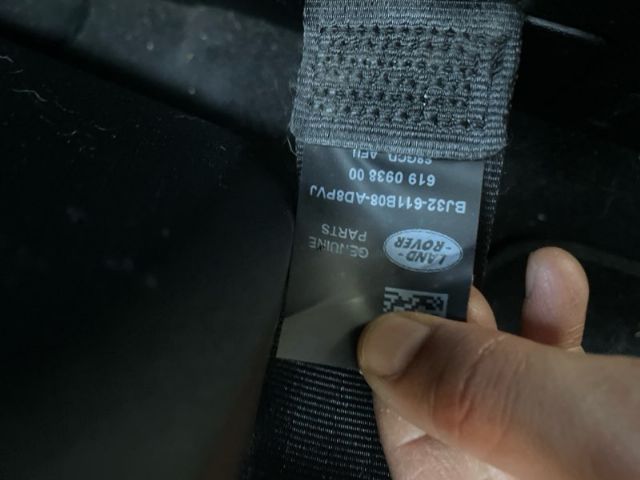 LAND-
-ROVER-
GENUINE
PARTS
BJ32-611B08-AD8PVJ
619 0938 00